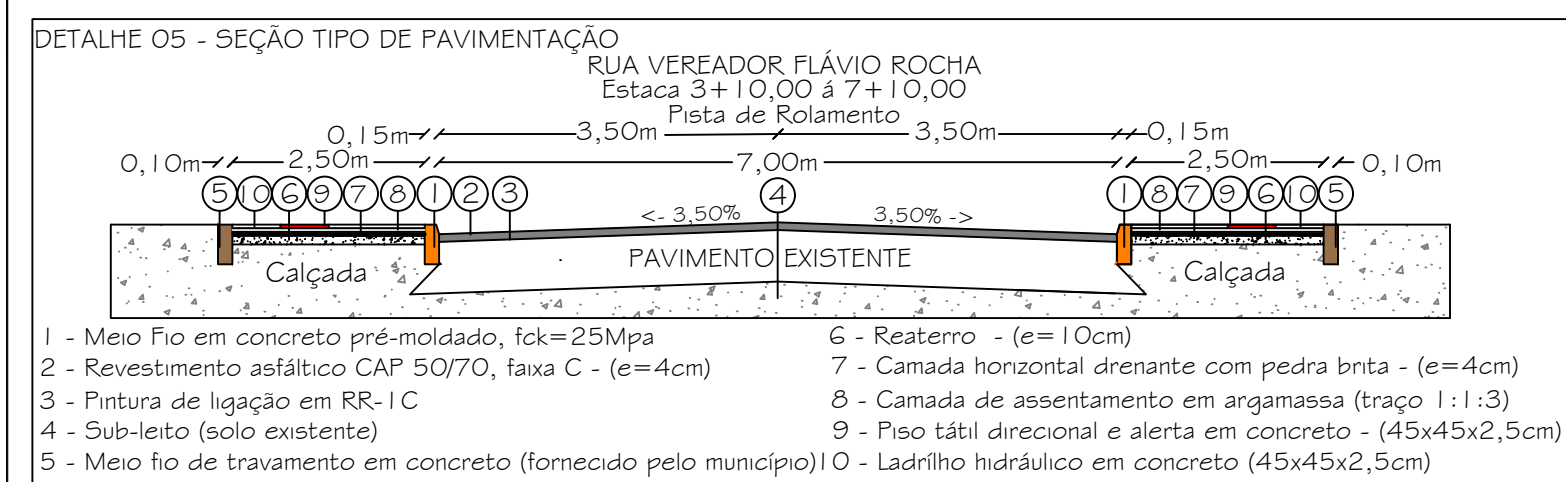 DETALHE 05 - SEÇÃO TIPO DE PAVIMENTAÇÃO
RUA VEREADOR FLÁVIO ROCHA
Estaca 3+10,00 á 7+10,00
Pista de Rolamento
0,15m 3,50m 3,50m 0,15m
0,10m 2,50m 7,00m 2,50m 0,10m
5 10 6 9 7 8 1 2 3 4 1 8 7 9 6 10 5
<- 3,50% 3,50% ->
Calçada PAVIMENTO EXISTENTE Calçada
1 - Meio Fio em concreto pré-moldado, fck=25Mpa
2 - Revestimento asfáltico CAP 50/70, faixa C - (e=4cm)
3 - Pintura de ligação em RR-1C
4 - Sub-leito (solo existente)
5 - Meio fio de travamento em concreto (fornecido pelo município)
6 - Reaterro - (e=10cm)
7 - Camada horizontal drenante com pedra brita - (e=4cm)
8 - Camada de assentamento em argamassa (traço 1:1:3)
9 - Piso tátil direcional e alerta em concreto - (45x45x2,5cm)
10 - Ladrílho hidráulico em concreto (45x45x2,5cm)